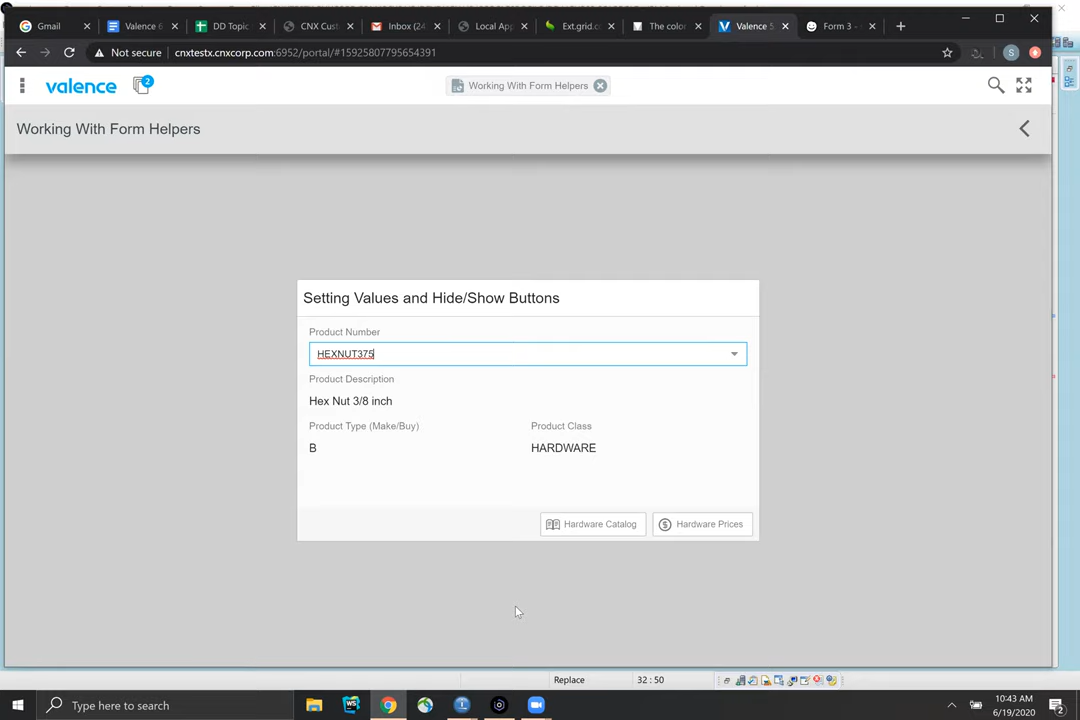 Gmail
Valence 6
DD Topic
CNX Cust
Inbox (24
Local App
Ext.grid.c
The color
Valence 5
Form 3 -
Not secure
cnxtestx.cnxcorp.com:6952/portal/#15925807795654391
S
valence
2
Working With Form Helpers
Working With Form Helpers
Setting Values and Hide/Show Buttons
Product Number
HEXNUT375
Product Description
Hex Nut 3/8 inch
Product Type (Make/Buy)
Product Class
B
HARDWARE
Hardware Catalog
Hardware Prices
Replace
32 : 50
Type here to search
WS
10:43 AM
6/19/2020
2